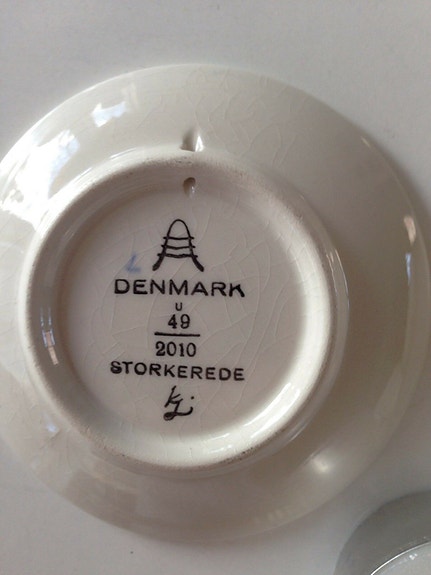 DENMARK
U
49
2010
STORKEREDE